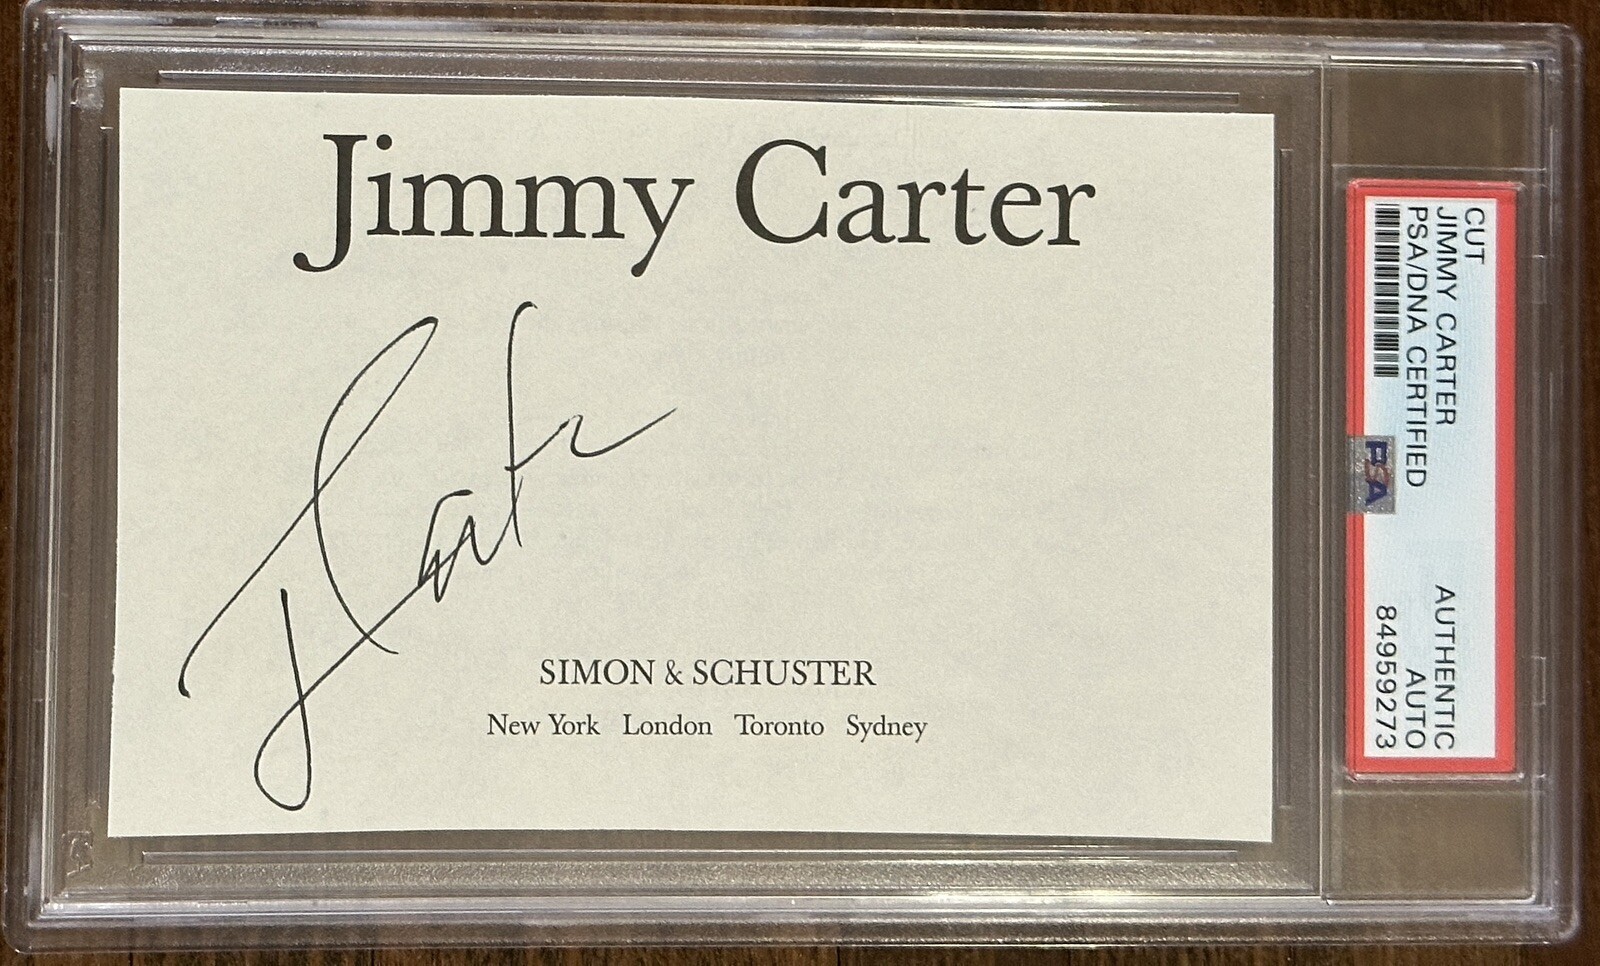 Jimmy Carter
J Carter
SIMON & SCHUSTER
New York London Toronto Sydney
CUT
JIMMY CARTER AUTHENTIC
PSA/DNA CERTIFIED AUTO
84959273
PSA